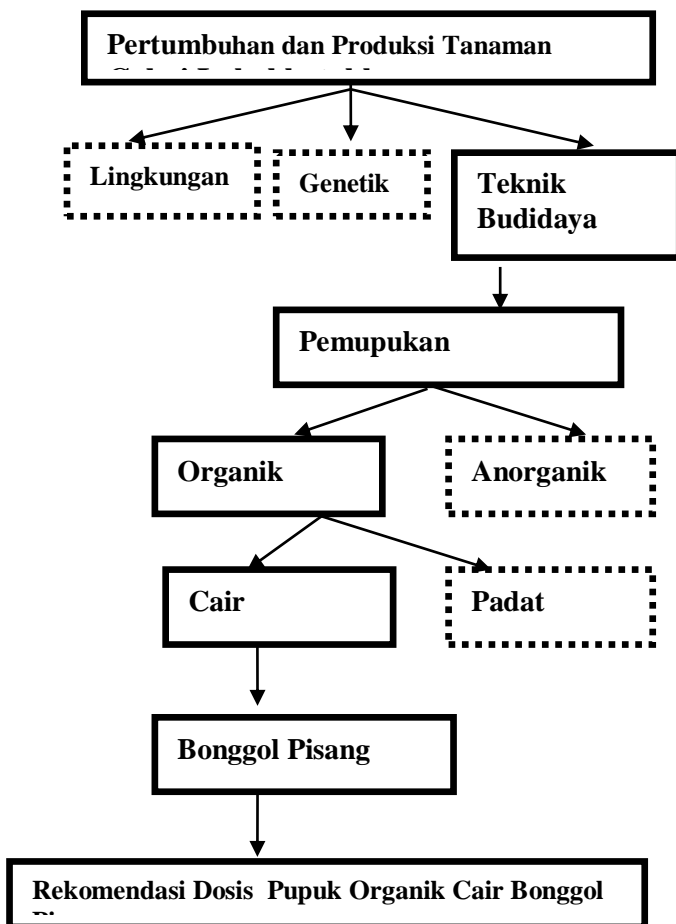 Pertumbuhan dan Produksi Tanaman
Lingkungan
Genetik
Teknik
Budidaya
Pemupukan
Organik
Anorganik
Cair
Padat
Bonggol Pisang
Rekomendasi Dosis Pupuk Organik Cair Bonggol